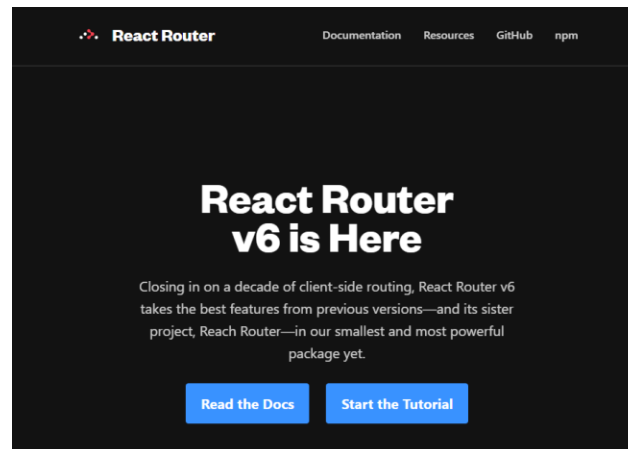 React Router
Documentation Resources GitHub npm
React Router
v6 is Here
Closing in on a decade of client-side routing, React Router v6
takes the best features from previous versions—and its sister
project, Reach Router—in our smallest and most powerful
package yet.
Read the Docs Start the Tutorial